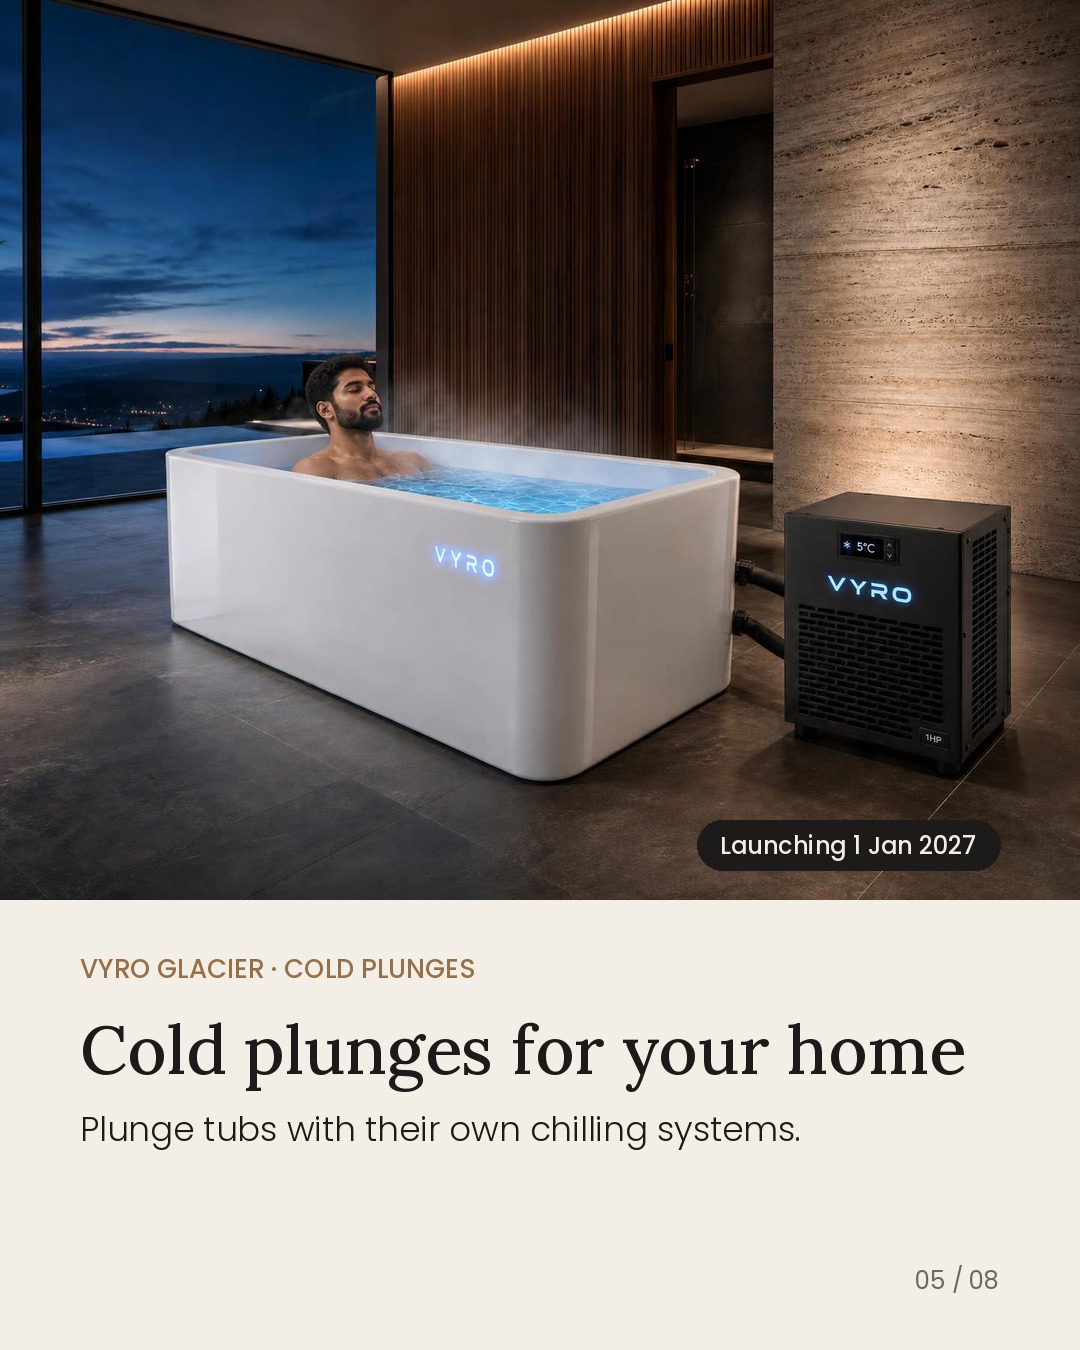 VYRO
* 5°C
VYRO
1HP
Launching 1 Jan 2027
VYRO GLACIER · COLD PLUNGES
Cold plunges for your home
Plunge tubs with their own chilling systems.
05 / 08